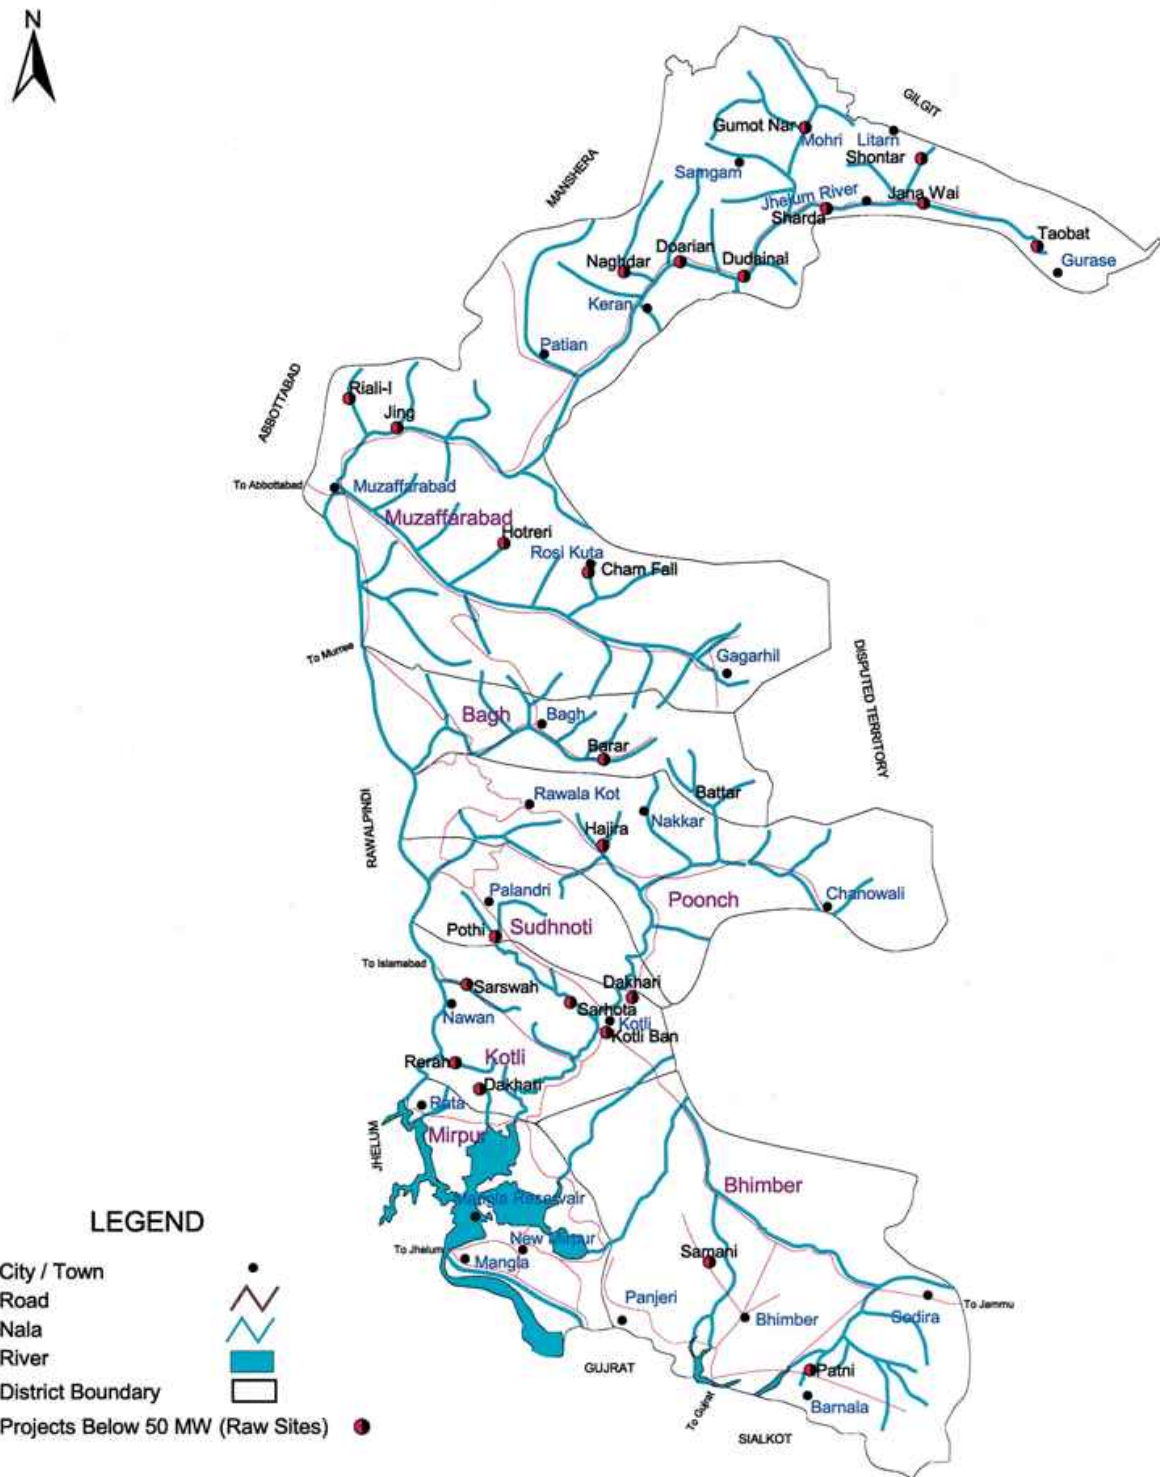 N
GILGIT
Gumot Nar
Mohri
Litarn
Shontar
MANSHERA
Samgam
Jhelum River
Jana Wai
Sharda
Taobat
Gurase
Naghdar
Doarian
Dudainal
Keran
Patian
ABBOTTABAD
Riali-I
Jing
To Abbottabad
Muzaffarabad
Muzaffarabad
Hotreri
Rosi Kuta
Cham Fall
To Murree
Gagarhil
DISPUTED TERRITORY
Bagh
Bagh
Barar
Battar
Rawala Kot
Nakkar
RAWALPINDI
Hajira
Palandri
Poonch
Chanowali
Pothi
Sudhnoti
To Islamabad
Sarswah
Dakhari
Sarhota
Nawan
Kotli
Kotli Ban
Rerah
Kotli
Dakhari
Rata
JHELUM
Mirpur
Bhimber
Mangla Reservair
LEGEND
New Mirpur
To Jhelum
Mangla
Samani
City / Town
Road
Panjeri
Bhimber
Sodira
To Jammu
Nala
River
GUJRAT
Patni
District Boundary
To Gujrat
Barnala
Projects Below 50 MW (Raw Sites)
SIALKOT